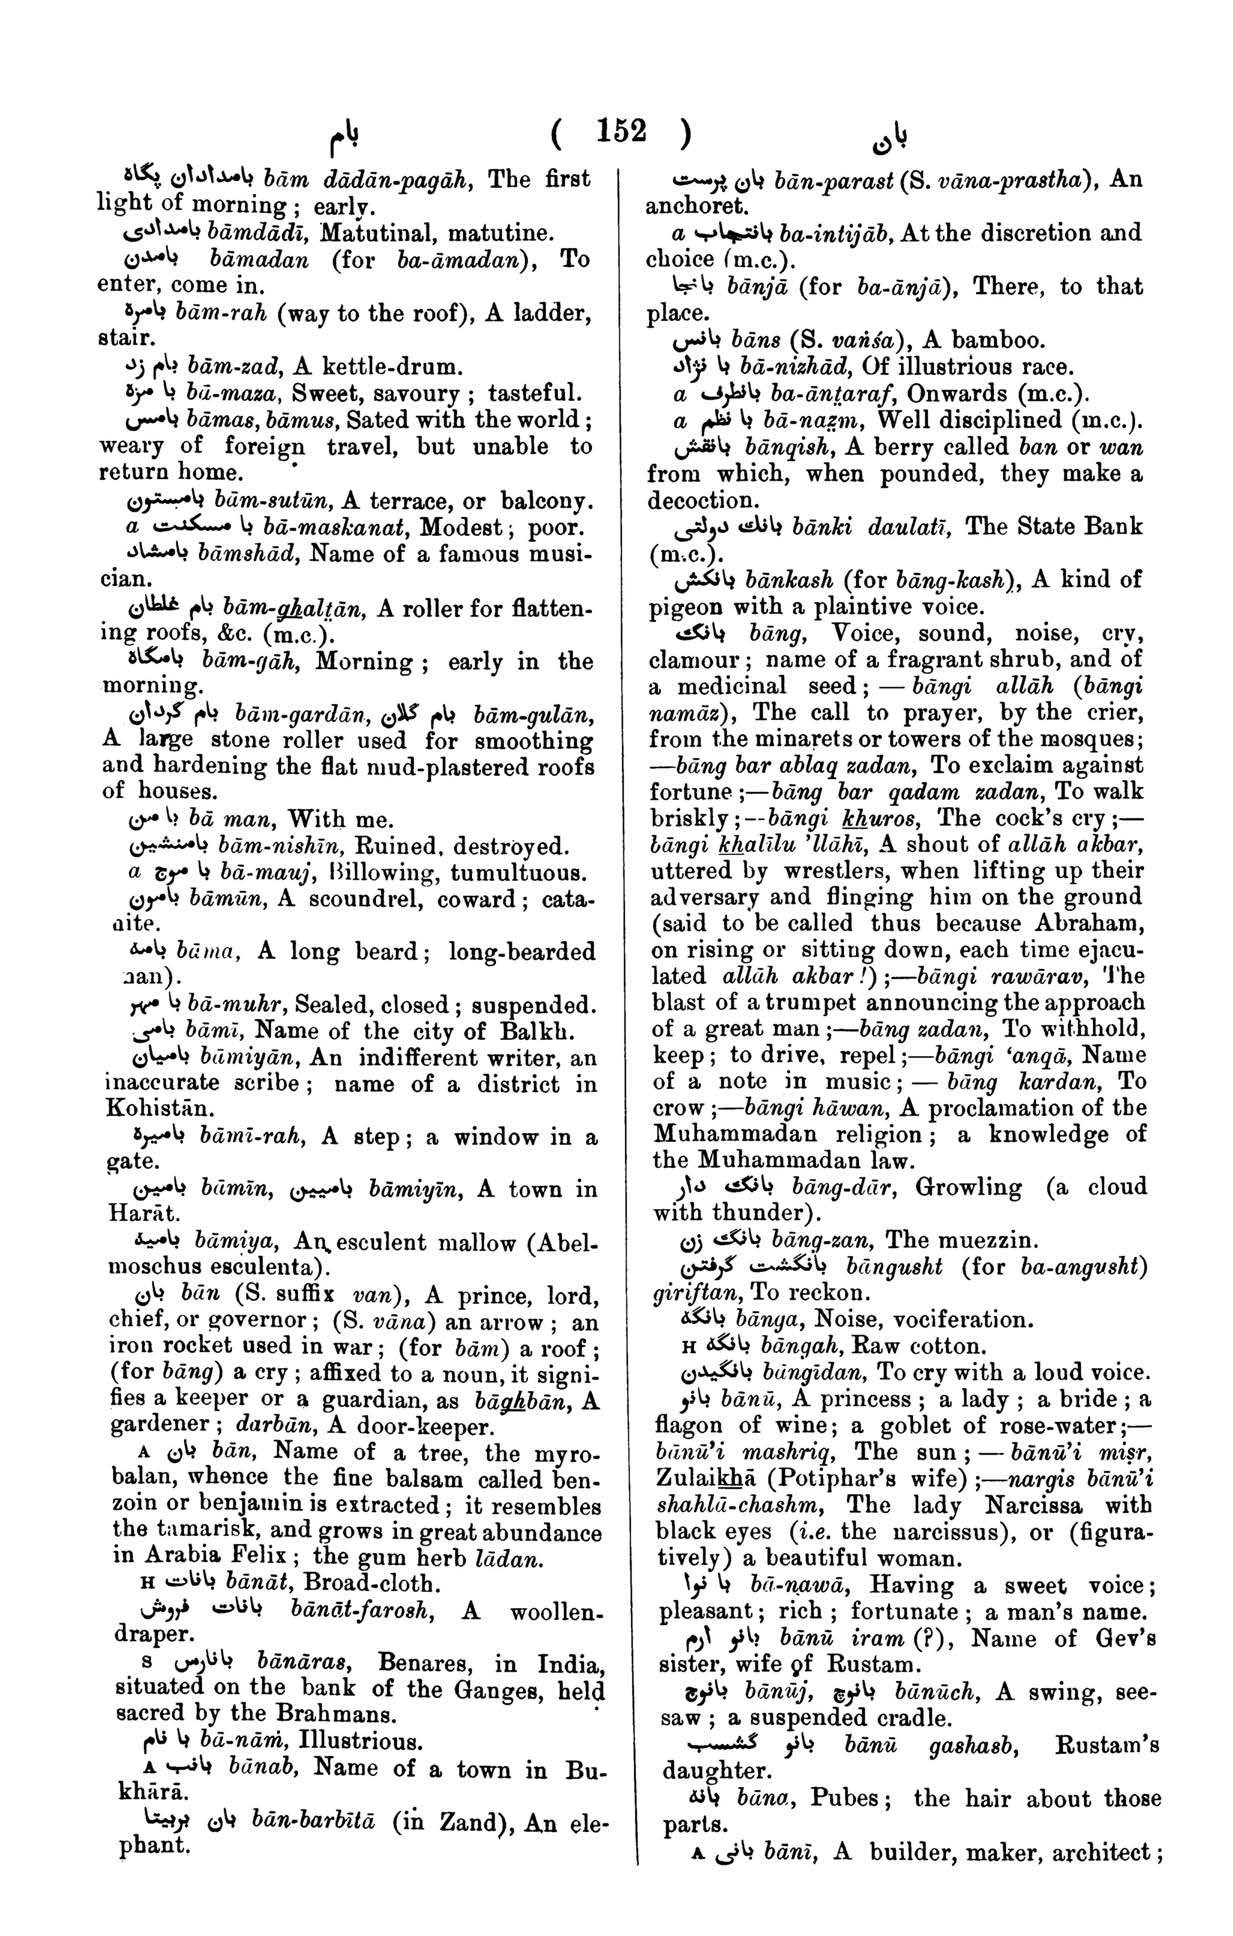 بام ( 152 ) بان
بامدادان پگاه bām dādān-pagāh, The first
light of morning ; early.
بامدادی bāmdādī, Matutinal, matutine.
بامدن bāmadan (for ba-āmadan), To
enter, come in.
بامره bām-rah (way to the roof), A ladder,
stair.
بام زد bām-zad, A kettle-drum.
با مزه bā-maza, Sweet, savoury ; tasteful.
بامس bāmas, bāmus, Sated with the world ;
weary of foreign travel, but unable to
return home.
بامستون bām-sutūn, A terrace, or balcony.
a با مسكنت bā-maskanat, Modest ; poor.
بامشاد bāmshād, Name of a famous musi-
cian.
بام غلطان bām-ghalt̤ān, A roller for flatten-
ing roofs, &c. (m.c.).
بامگاه bām-gāh, Morning ; early in the
morning.
بام گردان bām-gardān, بام گلان bām-gulān,
A large stone roller used for smoothing
and hardening the flat mud-plastered roofs
of houses.
با من bā man, With me.
بامنشین bām-nishīn, Ruined, destroyed.
a با موج bā-mauj, Billowing, tumultuous.
بامون bāmūn, A scoundrel, coward ; cata-
mite.
بامه bāma, A long beard ; long-bearded
man).
با مهر bā-muhr, Sealed, closed ; suspended.
بامی bāmī, Name of the city of Balkh.
بامیان bāmiyān, An indifferent writer, an
inaccurate scribe ; name of a district in
Kohistān.
بامیره bāmī-rah, A step ; a window in a
gate.
بامین bāmīn, بامیین bāmiyīn, A town in
Harāt.
بامیه bāmiya, An esculent mallow (Abel-
moschus esculenta).
بان bān (S. suffix van), A prince, lord,
chief, or governor ; (S. vāna) an arrow ; an
iron rocket used in war ; (for bām) a roof ;
(for bāng) a cry ; affixed to a noun, it signi-
fies a keeper or a guardian, as bāghbān, A
gardener ; darbān, A door-keeper.
A بان bān, Name of a tree, the myro-
balan, whence the fine balsam called ben-
zoin or benjamin is extracted ; it resembles
the tamarisk, and grows in great abundance
in Arabia Felix ; the gum herb lādan.
H بانات bānāt, Broad-cloth.
بانات فروش bānāt-farosh, A woollen-
draper.
S بانارس bānāras, Benares, in India,
situated on the bank of the Ganges, held
sacred by the Brahmans.
با نام bā-nām, Illustrious.
A بانب bānab, Name of a town in Bu-
khārā.
بان بربیتا bān-barbītā (in Zand), An ele-
phant.
بان پرست bān-parast (S. vāna-prastha), An
anchoret.
a بانتجاب ba-intijāb, At the discretion and
choice (m.c.).
بانجا bānjā (for ba-ānjā), There, to that
place.
بانس bāns (S. vanśa), A bamboo.
با نژاد bā-nizhād, Of illustrious race.
a بانطرف ba-ānt̤araf, Onwards (m.c.).
a با نظم bā-naz̤m, Well disciplined (m.c.).
بانقش bānqish, A berry called ban or wan
from which, when pounded, they make a
decoction.
بانك دولتی bānki daulatī, The State Bank
(m.c.).
بانکش bānkash (for bāng-kash), A kind of
pigeon with a plaintive voice.
بانگ bāng, Voice, sound, noise, cry,
clamour ; name of a fragrant shrub, and of
a medicinal seed ; — bāngi allāh (bāngi
namāz), The call to prayer, by the crier,
from the minarets or towers of the mosques ;
—bāng bar ablaq zadan, To exclaim against
fortune ;—bāng bar qadam zadan, To walk
briskly ;—bāngi khuros, The cock's cry ;—
bāngi khalīlu 'llāhī, A shout of allāh akbar,
uttered by wrestlers, when lifting up their
adversary and flinging him on the ground
(said to be called thus because Abraham,
on rising or sitting down, each time ejacu-
lated allāh akbar !) ;—bāngi rawārav, The
blast of a trumpet announcing the approach
of a great man ;—bāng zadan, To withhold,
keep ; to drive, repel ;—bāngi ‘anqā, Name
of a note in music ; — bāng kardan, To
crow ;—bāngi hāwan, A proclamation of the
Muhammadan religion ; a knowledge of
the Muhammadan law.
بانگ دار bāng-dār, Growling (a cloud
with thunder).
بانگ زن bāng-zan, The muezzin.
بانگشت گرفتن bāngusht (for ba-angusht)
giriftan, To reckon.
بانگه bānga, Noise, vociferation.
H بانگه bāngah, Raw cotton.
بانگیدن bāngīdan, To cry with a loud voice.
بانو bānū, A princess ; a lady ; a bride ; a
flagon of wine ; a goblet of rose-water ;—
bānū'i mashriq, The sun ; — bānū'i miṣr,
Zulaikhā (Potiphar's wife) ;—nargis bānū'i
shahlā-chashm, The lady Narcissa with
black eyes (i.e. the narcissus), or (figura-
tively) a beautiful woman.
با نوا bā-nawā, Having a sweet voice ;
pleasant ; rich ; fortunate ; a man's name.
بانو ارم bānū iram (?), Name of Gev's
sister, wife of Rustam.
بانوج bānūj, بانوچ bānūch, A swing, see-
saw ; a suspended cradle.
بانو گشسب bānū gashasb, Rustam's
daughter.
بانه bāna, Pubes ; the hair about those
parts.
A بانی bānī, A builder, maker, architect ;